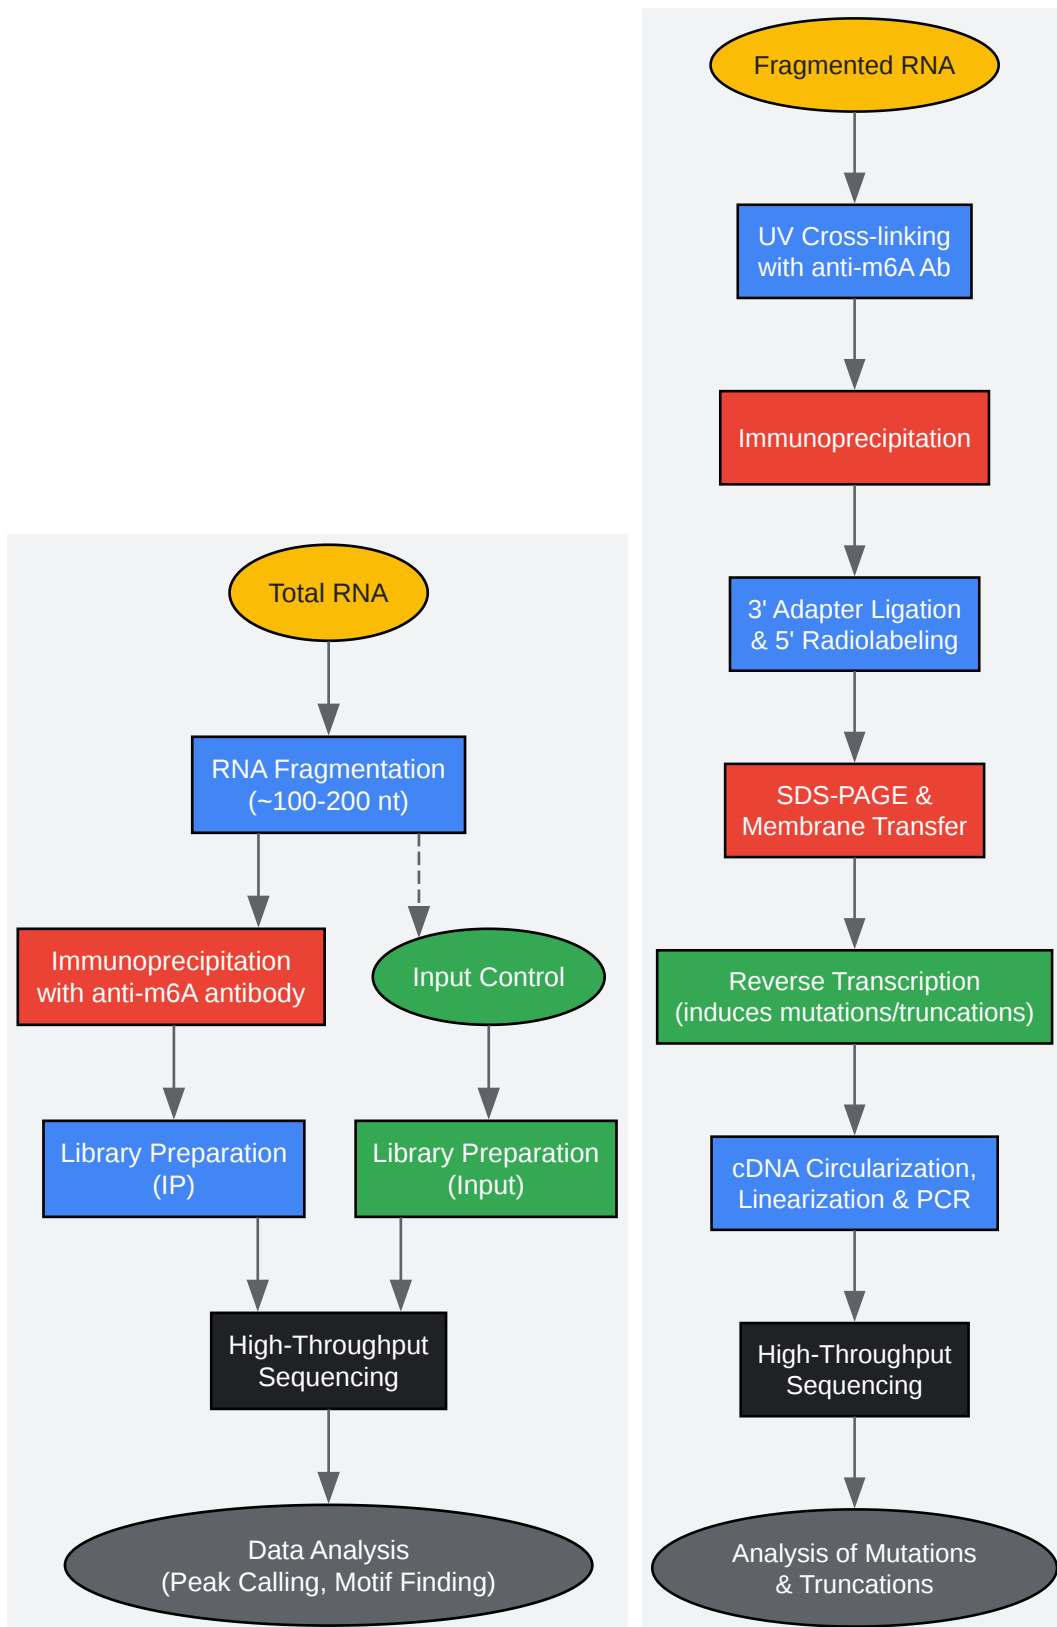 Total RNA
RNA Fragmentation
(~100-200 nt)
Immunoprecipitation
with anti-m6A antibody
Input Control
Library Preparation
(IP)
Library Preparation
(Input)
High-Throughput
Sequencing
Data Analysis
(Peak Calling, Motif Finding)
Fragmented RNA
UV Cross-linking
with anti-m6A Ab
Immunoprecipitation
3' Adapter Ligation
& 5' Radiolabeling
SDS-PAGE &
Membrane Transfer
Reverse Transcription
(induces mutations/truncations)
cDNA Circularization,
Linearization & PCR
High-Throughput
Sequencing
Analysis of Mutations
& Truncations